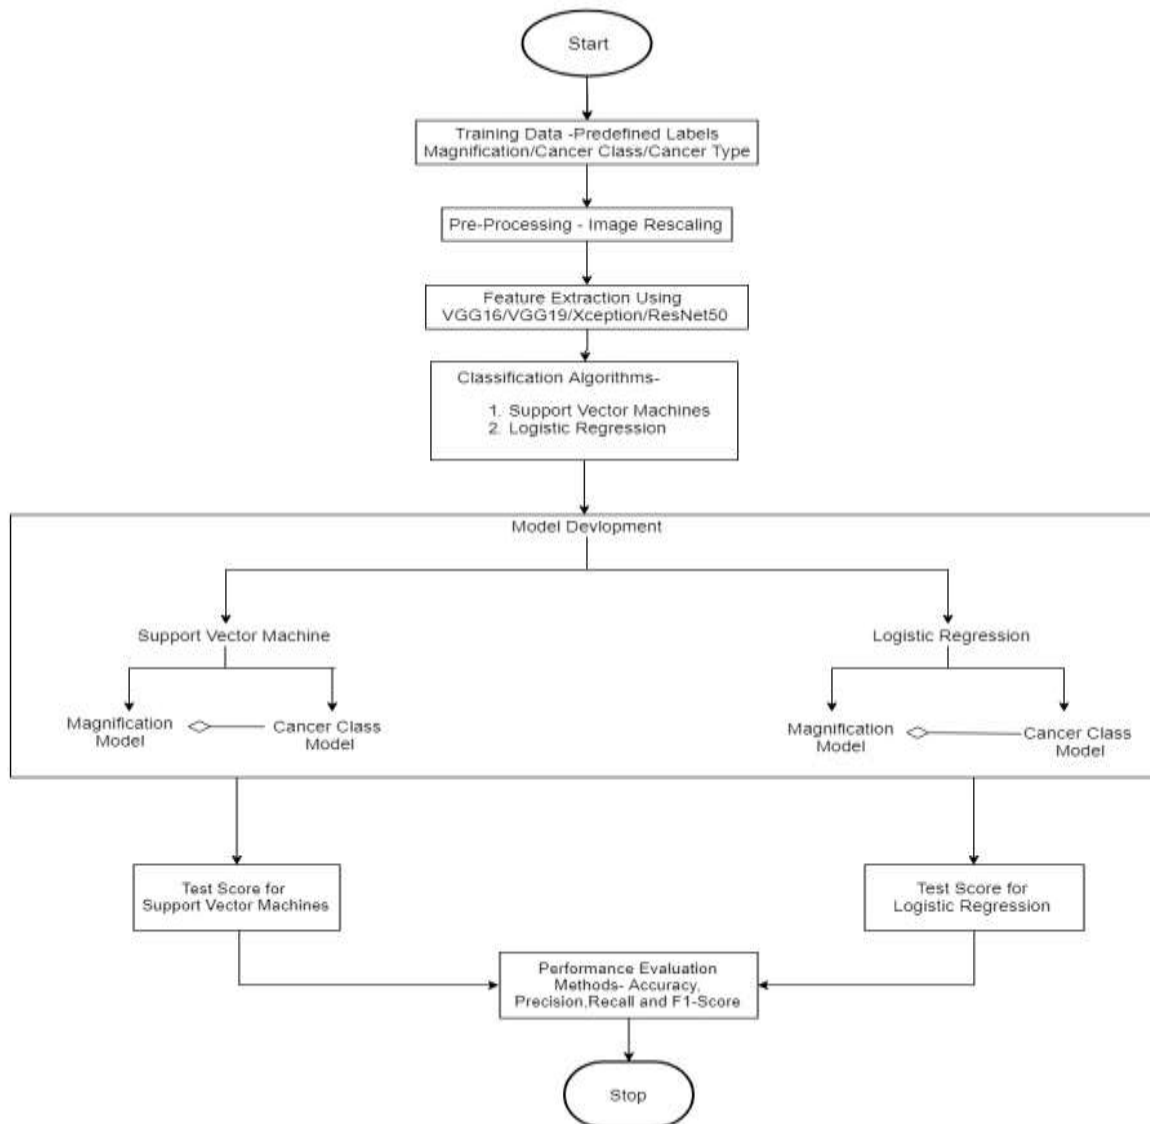 Start
Training Data -Predefined Labels
Magnification/Cancer Class/Cancer Type
Pre-Processing - Image Rescaling
Feature Extraction Using
VGG16/VGG19/Xception/ResNet50
Classification Algorithms-
1. Support Vector Machines
2. Logistic Regression
Model Devlopment
Support Vector Machine
Logistic Regression
Magnification
Model
Cancer Class
Model
Magnification
Model
Cancer Class
Model
Test Score for
Support Vector Machines
Test Score for
Logistic Regression
Performance Evaluation
Methods- Accuracy,
Precision,Recall and F1-Score
Stop